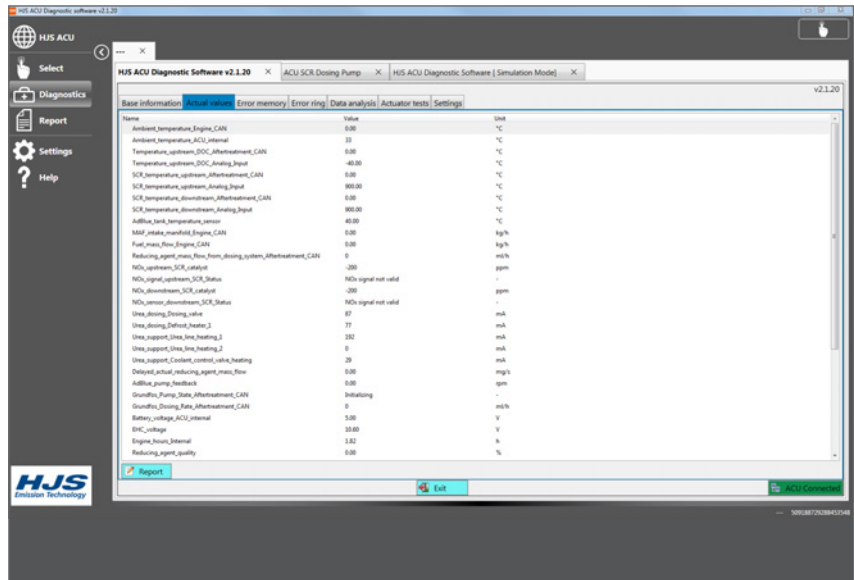 HJS ACU Diagnostic software v2.1.20
HJS ACU
Select
Diagnostics
Report
Settings
Help
--- ×
HJS ACU Diagnostic Software v2.1.20 × ACU SCR Dosing Pump × HJS ACU Diagnostic Software [ Simulation Mode] ×
v2.1.20
Base information Actual values Error memory Error ring Data analysis Actuator tests Settings
Name Value Unit
Ambient_temperature_Engine_CAN 0.00 °C
Ambient_temperature_ACU_internal 33 °C
Temperature_upstream_DOC_Aftertreatment_CAN 0.00 °C
Temperature_upstream_DOC_Analog_Input -40.00 °C
SCR_temperature_upstream_Aftertreatment_CAN 0.00 °C
SCR_temperature_upstream_Analog_Input 900.00 °C
SCR_temperature_downstream_Aftertreatment_CAN 0.00 °C
SCR_temperature_downstream_Analog_Input 900.00 °C
AdBlue_tank_temperature_sensor 40.00 °C
MAF_intake_manifold_Engine_CAN 0.00 kg/h
Fuel_mass_flow_Engine_CAN 0.00 kg/h
Reducing_agent_mass_flow_from_dosing_system_Aftertreatment_CAN 0 ml/h
NOx_upstream_SCR_catalyst -200 ppm
NOx_signal_upstream_SCR_Status NOx signal not valid -
NOx_downstream_SCR_catalyst -200 ppm
NOx_sensor_downstream_SCR_Status NOx signal not valid -
Urea_dosing_Dosing_valve 87 mA
Urea_dosing_Defrost_heater_1 77 mA
Urea_support_Urea_line_heating_1 192 mA
Urea_support_Urea_line_heating_2 0 mA
Urea_support_Coolant_control_valve_heating 29 mA
Delayed_actual_reducing_agent_mass_flow 0.00 mg/s
AdBlue_pump_feedback 0.00 rpm
Grundfos_Pump_State_Aftertreatment_CAN Initializing -
Grundfos_Dosing_Rate_Aftertreatment_CAN 0 ml/h
Battery_voltage_ACU_internal 5.00 V
EHC_voltage 10.60 V
Engine_hours_Internal 1.82 h
Reducing_agent_quality 0.00 %
Report
Exit
ACU Connected
HJS
Emission Technology
--- 509188729288453548